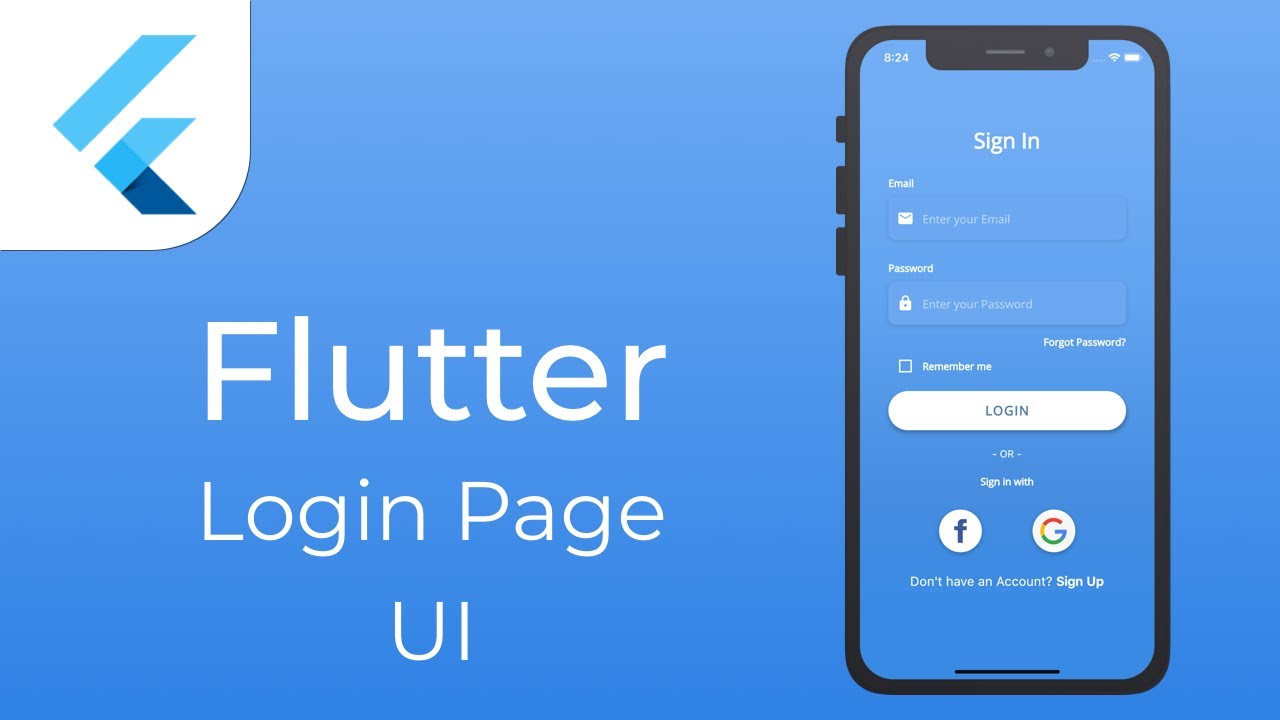 Flutter
Login Page
UI
8:24
Sign In
Email
Enter your Email
Password
Enter your Password
Forgot Password?
Remember me
LOGIN
- OR -
Sign in with
f G
Don't have an Account? Sign Up